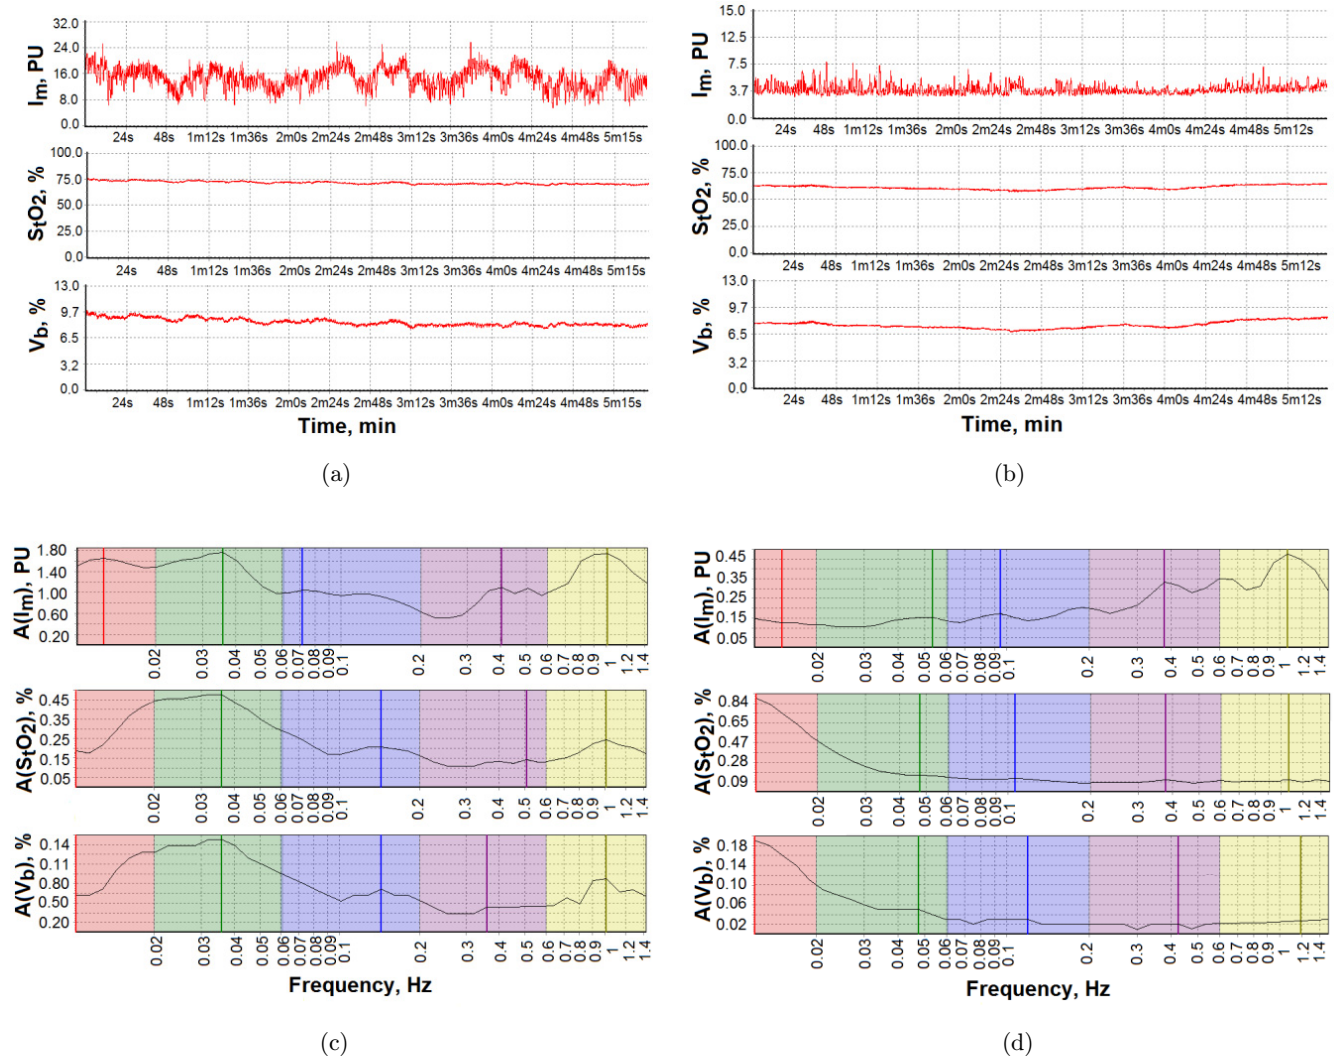 32.0
24.0
16.0
8.0
0.0
Im, PU
24s 48s 1m12s 1m36s 2m0s 2m24s 2m48s 3m12s 3m36s 4m0s 4m24s 4m48s 5m15s
100.0
75.0
50.0
25.0
0.0
StO2, %
24s 48s 1m12s 1m36s 2m0s 2m24s 2m48s 3m12s 3m36s 4m0s 4m24s 4m48s 5m15s
13.0
9.7
6.5
3.2
0.0
Vb, %
24s 48s 1m12s 1m36s 2m0s 2m24s 2m48s 3m12s 3m36s 4m0s 4m24s 4m48s 5m15s
Time, min
(a)
15.0
12.5
7.5
3.7
0.0
Im, PU
24s 48s 1m12s 1m36s 2m0s 2m24s 2m48s 3m12s 3m36s 4m0s 4m24s 4m48s 5m12s
100.0
75.0
50.0
25.0
0.0
StO2, %
24s 48s 1m12s 1m36s 2m0s 2m24s 2m48s 3m12s 3m36s 4m0s 4m24s 4m48s 5m12s
13.0
9.7
6.5
3.2
0.0
Vb, %
24s 48s 1m12s 1m36s 2m0s 2m24s 2m48s 3m12s 3m36s 4m0s 4m24s 4m48s 5m12s
Time, min
(b)
1.80
1.40
1.00
0.60
0.20
A(Im), PU
0.02 0.03 0.04 0.05 0.06 0.07 0.08 0.09 0.1 0.2 0.3 0.4 0.5 0.6 0.7 0.8 0.9 1 1.2 1.4
0.45
0.35
0.25
0.15
0.05
A(StO2), %
0.02 0.03 0.04 0.05 0.06 0.07 0.08 0.09 0.1 0.2 0.3 0.4 0.5 0.6 0.7 0.8 0.9 1 1.2 1.4
0.14
0.11
0.80
0.50
0.20
A(Vb), %
0.02 0.03 0.04 0.05 0.06 0.07 0.08 0.09 0.1 0.2 0.3 0.4 0.5 0.6 0.7 0.8 0.9 1 1.2 1.4
Frequency, Hz
(c)
0.45
0.35
0.25
0.15
0.05
A(Im), PU
0.02 0.03 0.04 0.05 0.06 0.07 0.08 0.09 0.1 0.2 0.3 0.4 0.5 0.6 0.7 0.8 0.9 1 1.2 1.4
0.84
0.65
0.47
0.28
0.09
A(StO2), %
0.02 0.03 0.04 0.05 0.06 0.07 0.08 0.09 0.1 0.2 0.3 0.4 0.5 0.6 0.7 0.8 0.9 1 1.2 1.4
0.18
0.14
0.10
0.06
0.02
A(Vb), %
0.02 0.03 0.04 0.05 0.06 0.07 0.08 0.09 0.1 0.2 0.3 0.4 0.5 0.6 0.7 0.8 0.9 1 1.2 1.4
Frequency, Hz
(d)